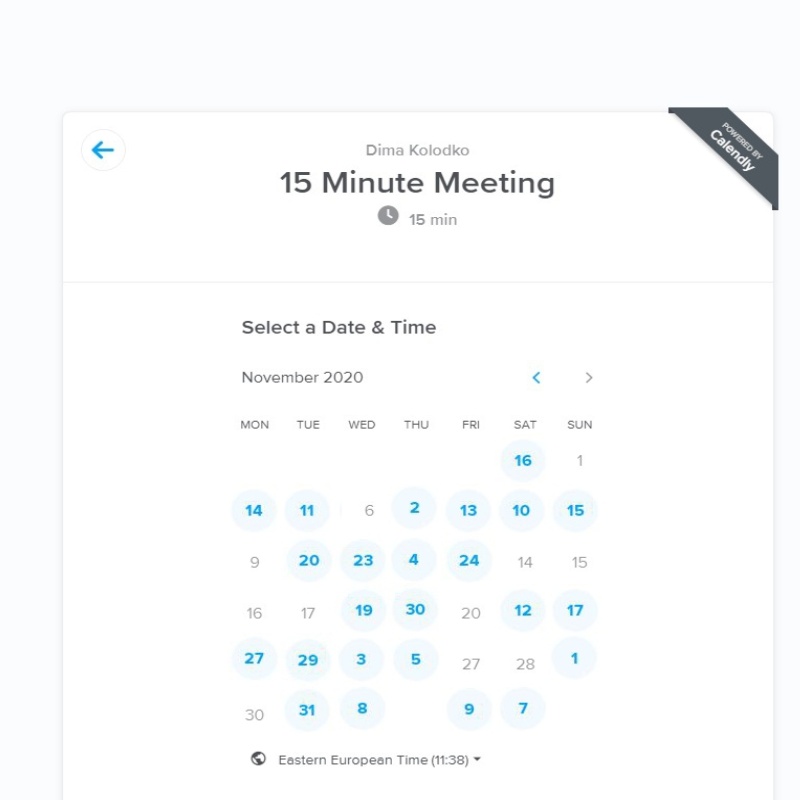 POWERED BY
Calendly
Dima Kolodko
15 Minute Meeting
15 min
Select a Date & Time
November 2020
MON TUE WED THU FRI SAT SUN
16 1
14 11 6 2 13 10 15
9 20 23 4 24 14 15
16 17 19 30 20 12 17
27 29 3 5 27 28 1
30 31 8 9 7
Eastern European Time (11:38)